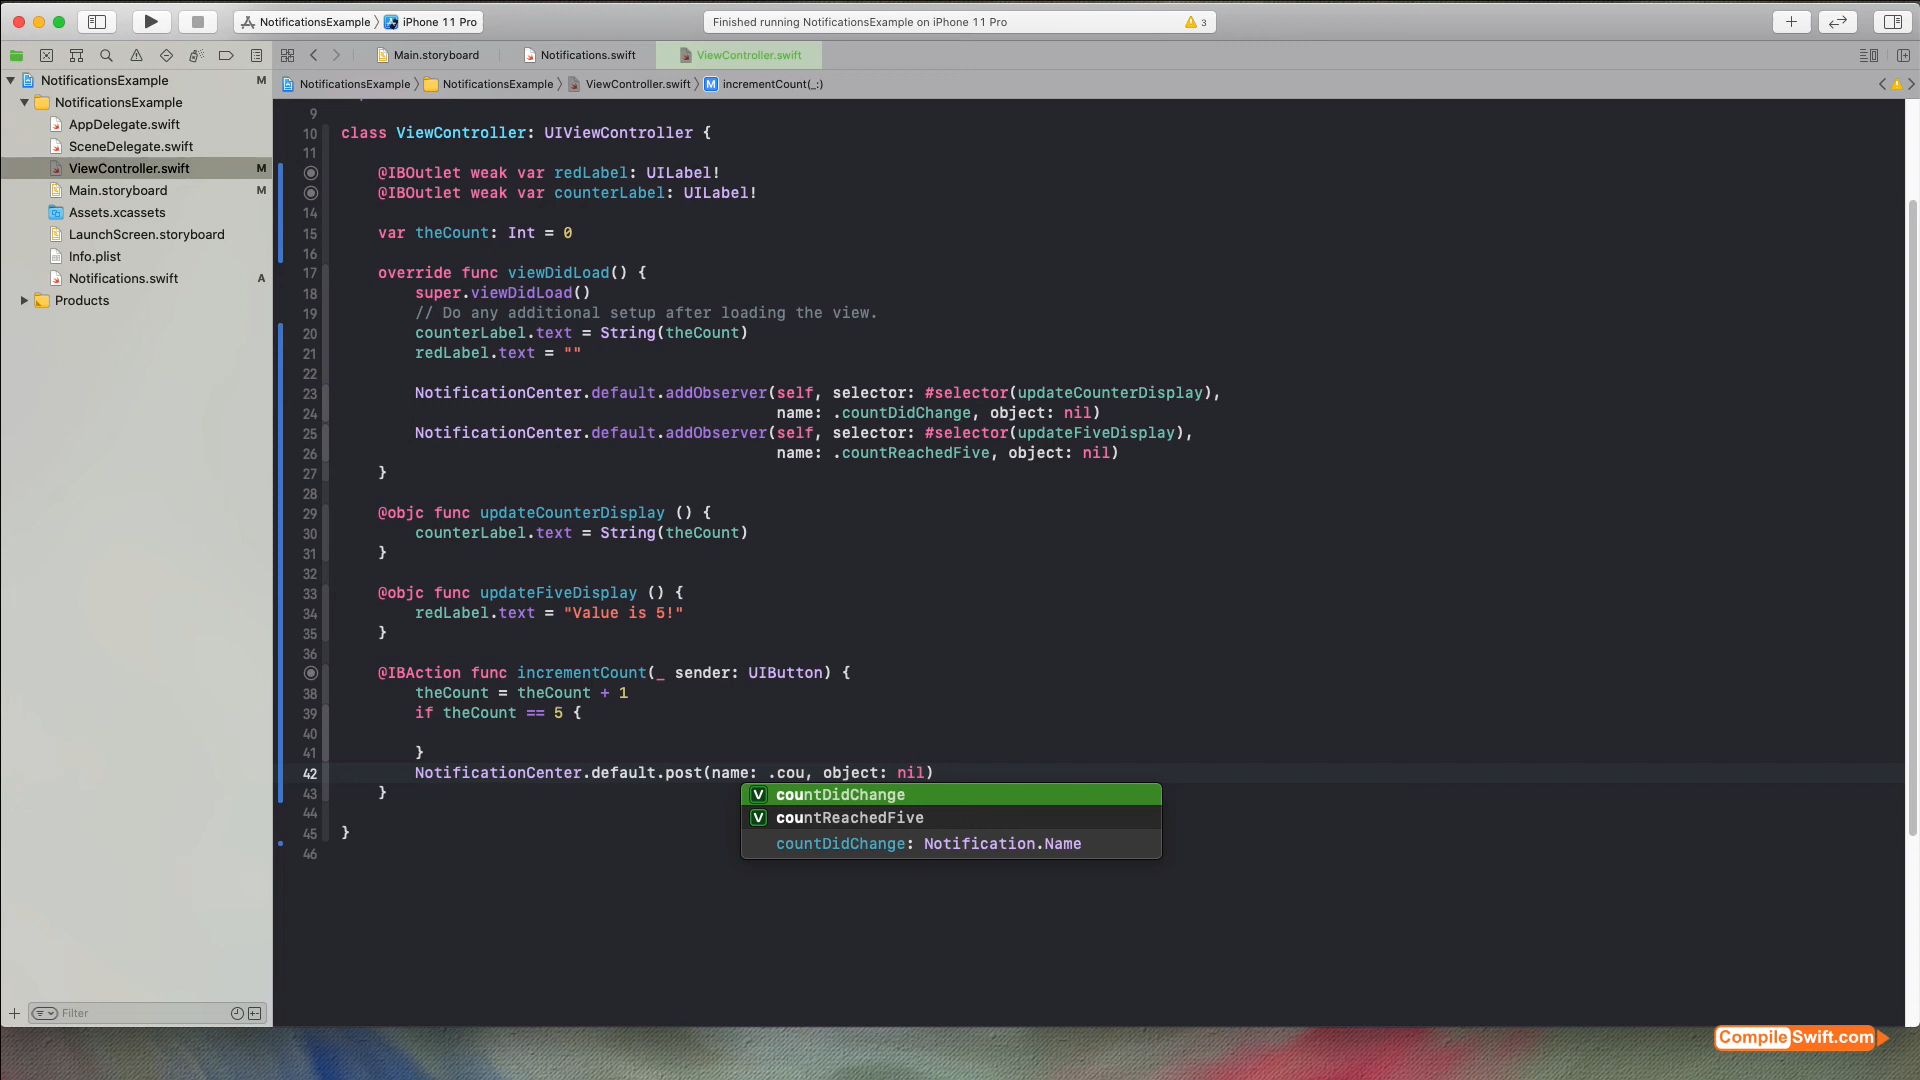 NotificationsExample 〉 iPhone 11 Pro
Finished running NotificationsExample on iPhone 11 Pro
3
Main.storyboard
Notifications.swift
ViewController.swift
NotificationsExample M
NotificationsExample 〉 NotificationsExample 〉 ViewController.swift 〉 M incrementCount(_:)
NotificationsExample
AppDelegate.swift
SceneDelegate.swift
ViewController.swift M
Main.storyboard M
Assets.xcassets
LaunchScreen.storyboard
Info.plist
Notifications.swift A
Products
9
10 class ViewController: UIViewController {
11
@IBOutlet weak var redLabel: UILabel!
@IBOutlet weak var counterLabel: UILabel!
14
15 var theCount: Int = 0
16
17 override func viewDidLoad() {
18 super.viewDidLoad()
19 // Do any additional setup after loading the view.
20 counterLabel.text = String(theCount)
21 redLabel.text = ""
22
23 NotificationCenter.default.addObserver(self, selector: #selector(updateCounterDisplay),
24 name: .countDidChange, object: nil)
25 NotificationCenter.default.addObserver(self, selector: #selector(updateFiveDisplay),
26 name: .countReachedFive, object: nil)
27 }
28
29 @objc func updateCounterDisplay () {
30 counterLabel.text = String(theCount)
31 }
32
33 @objc func updateFiveDisplay () {
34 redLabel.text = "Value is 5!"
35 }
36
@IBAction func incrementCount(_ sender: UIButton) {
38 theCount = theCount + 1
39 if theCount == 5 {
40
41 }
42 NotificationCenter.default.post(name: .cou, object: nil)
43 }
44
45 }
46
V countDidChange
V countReachedFive
countDidChange: Notification.Name
Filter
CompileSwift.com